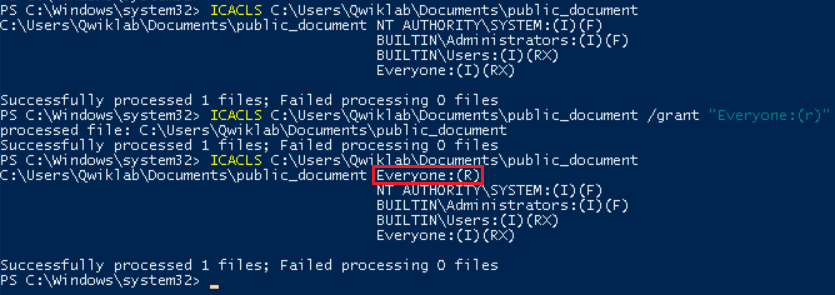 PS C:\Windows\system32> ICACLS C:\Users\Qwiklab\Documents\public_document
C:\Users\Qwiklab\Documents\public_document NT AUTHORITY\SYSTEM:(I)(F)
BUILTIN\Administrators:(I)(F)
BUILTIN\Users:(I)(RX)
Everyone:(I)(RX)
Successfully processed 1 files; Failed processing 0 files
PS C:\Windows\system32> ICACLS C:\Users\Qwiklab\Documents\public_document /grant "Everyone:(r)"
processed file: C:\Users\Qwiklab\Documents\public_document
Successfully processed 1 files; Failed processing 0 files
PS C:\Windows\system32> ICACLS C:\Users\Qwiklab\Documents\public_document
C:\Users\Qwiklab\Documents\public_document Everyone:(R)
NT AUTHORITY\SYSTEM:(I)(F)
BUILTIN\Administrators:(I)(F)
BUILTIN\Users:(I)(RX)
Everyone:(I)(RX)
Successfully processed 1 files; Failed processing 0 files
PS C:\Windows\system32> _